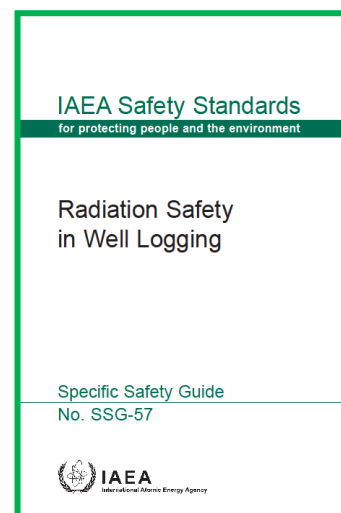 IAEA Safety Standards
for protecting people and the environment
Radiation Safety
in Well Logging
Specific Safety Guide
No. SSG-57
IAEA
International Atomic Energy Agency